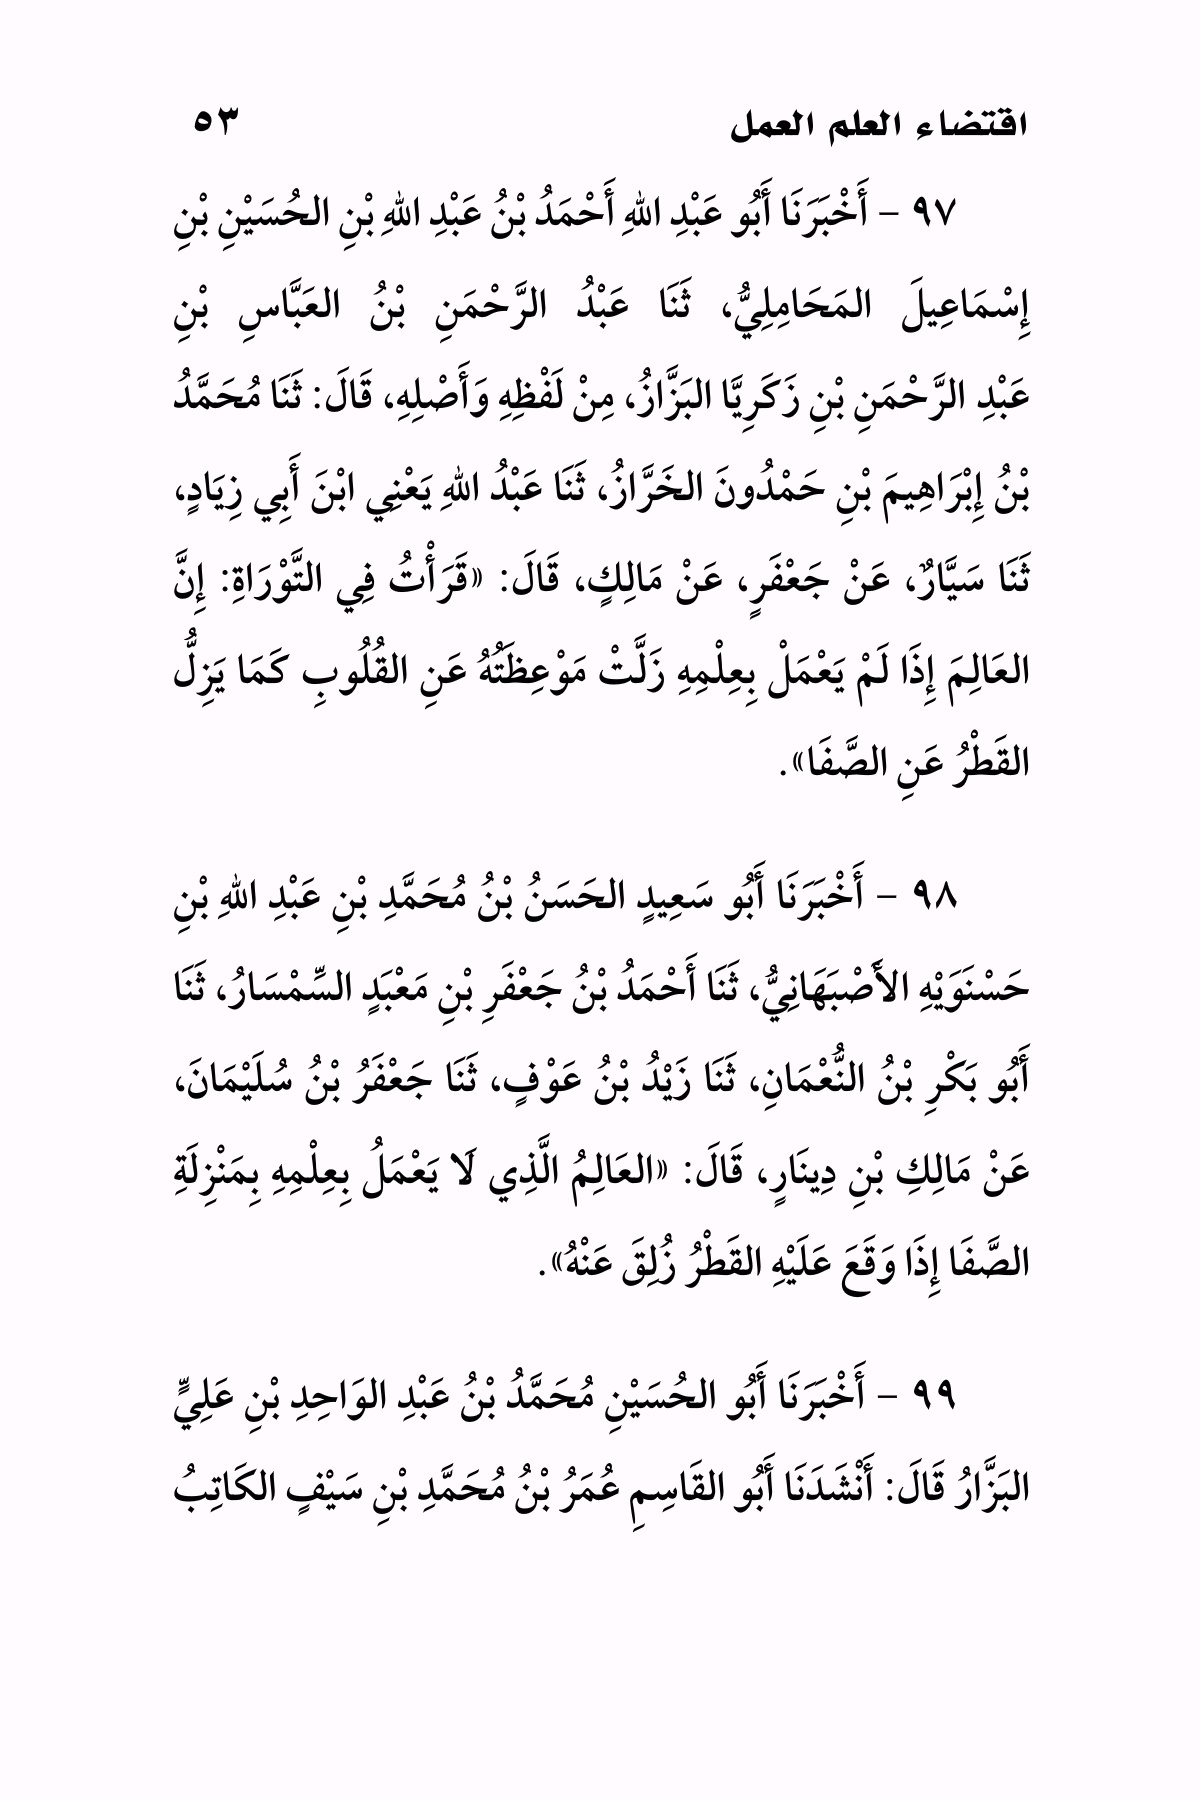 اقتضاء العلم العمل ٥٣
٩٧ – أَخْبَرَنَا أَبُو عَبْدِ اللهِ أَحْمَدُ بْنُ عَبْدِ اللهِ بْنِ الحُسَيْنِ بْنِ
إِسْمَاعِيلَ المَحَامِلِيُّ، ثَنَا عَبْدُ الرَّحْمَنِ بْنُ العَبَّاسِ بْنِ
عَبْدِ الرَّحْمَنِ بْنِ زَكَرِيَّا البَزَّازُ، مِنْ لَفْظِهِ وَأَصْلِهِ، قَالَ: ثَنَا مُحَمَّدُ
بْنُ إِبْرَاهِيمَ بْنِ حَمْدُونَ الخَرَّازُ، ثَنَا عَبْدُ اللهِ يَعْنِي ابْنَ أَبِي زِيَادٍ،
ثَنَا سَيَّارٌ، عَنْ جَعْفَرٍ، عَنْ مَالِكٍ، قَالَ: «قَرَأْتُ فِي التَّوْرَاةِ: إِنَّ
العَالِمَ إِذَا لَمْ يَعْمَلْ بِعِلْمِهِ زَلَّتْ مَوْعِظَتُهُ عَنِ القُلُوبِ كَمَا يَزِلُّ
القَطْرُ عَنِ الصَّفَا».
٩٨ – أَخْبَرَنَا أَبُو سَعِيدٍ الحَسَنُ بْنُ مُحَمَّدِ بْنِ عَبْدِ اللهِ بْنِ
حَسْنَوَيْهِ الأَصْبَهَانِيُّ، ثَنَا أَحْمَدُ بْنُ جَعْفَرِ بْنِ مَعْبَدٍ السِّمْسَارُ، ثَنَا
أَبُو بَكْرِ بْنُ النُّعْمَانِ، ثَنَا زَيْدُ بْنُ عَوْفٍ، ثَنَا جَعْفَرُ بْنُ سُلَيْمَانَ،
عَنْ مَالِكِ بْنِ دِينَارٍ، قَالَ: «العَالِمُ الَّذِي لَا يَعْمَلُ بِعِلْمِهِ بِمَنْزِلَةِ
الصَّفَا إِذَا وَقَعَ عَلَيْهِ القَطْرُ زُلِقَ عَنْهُ».
٩٩ – أَخْبَرَنَا أَبُو الحُسَيْنِ مُحَمَّدُ بْنُ عَبْدِ الوَاحِدِ بْنِ عَلِيٍّ
البَزَّارُ قَالَ: أَنْشَدَنَا أَبُو القَاسِمِ عُمَرُ بْنُ مُحَمَّدِ بْنِ سَيْفٍ الكَاتِبُ